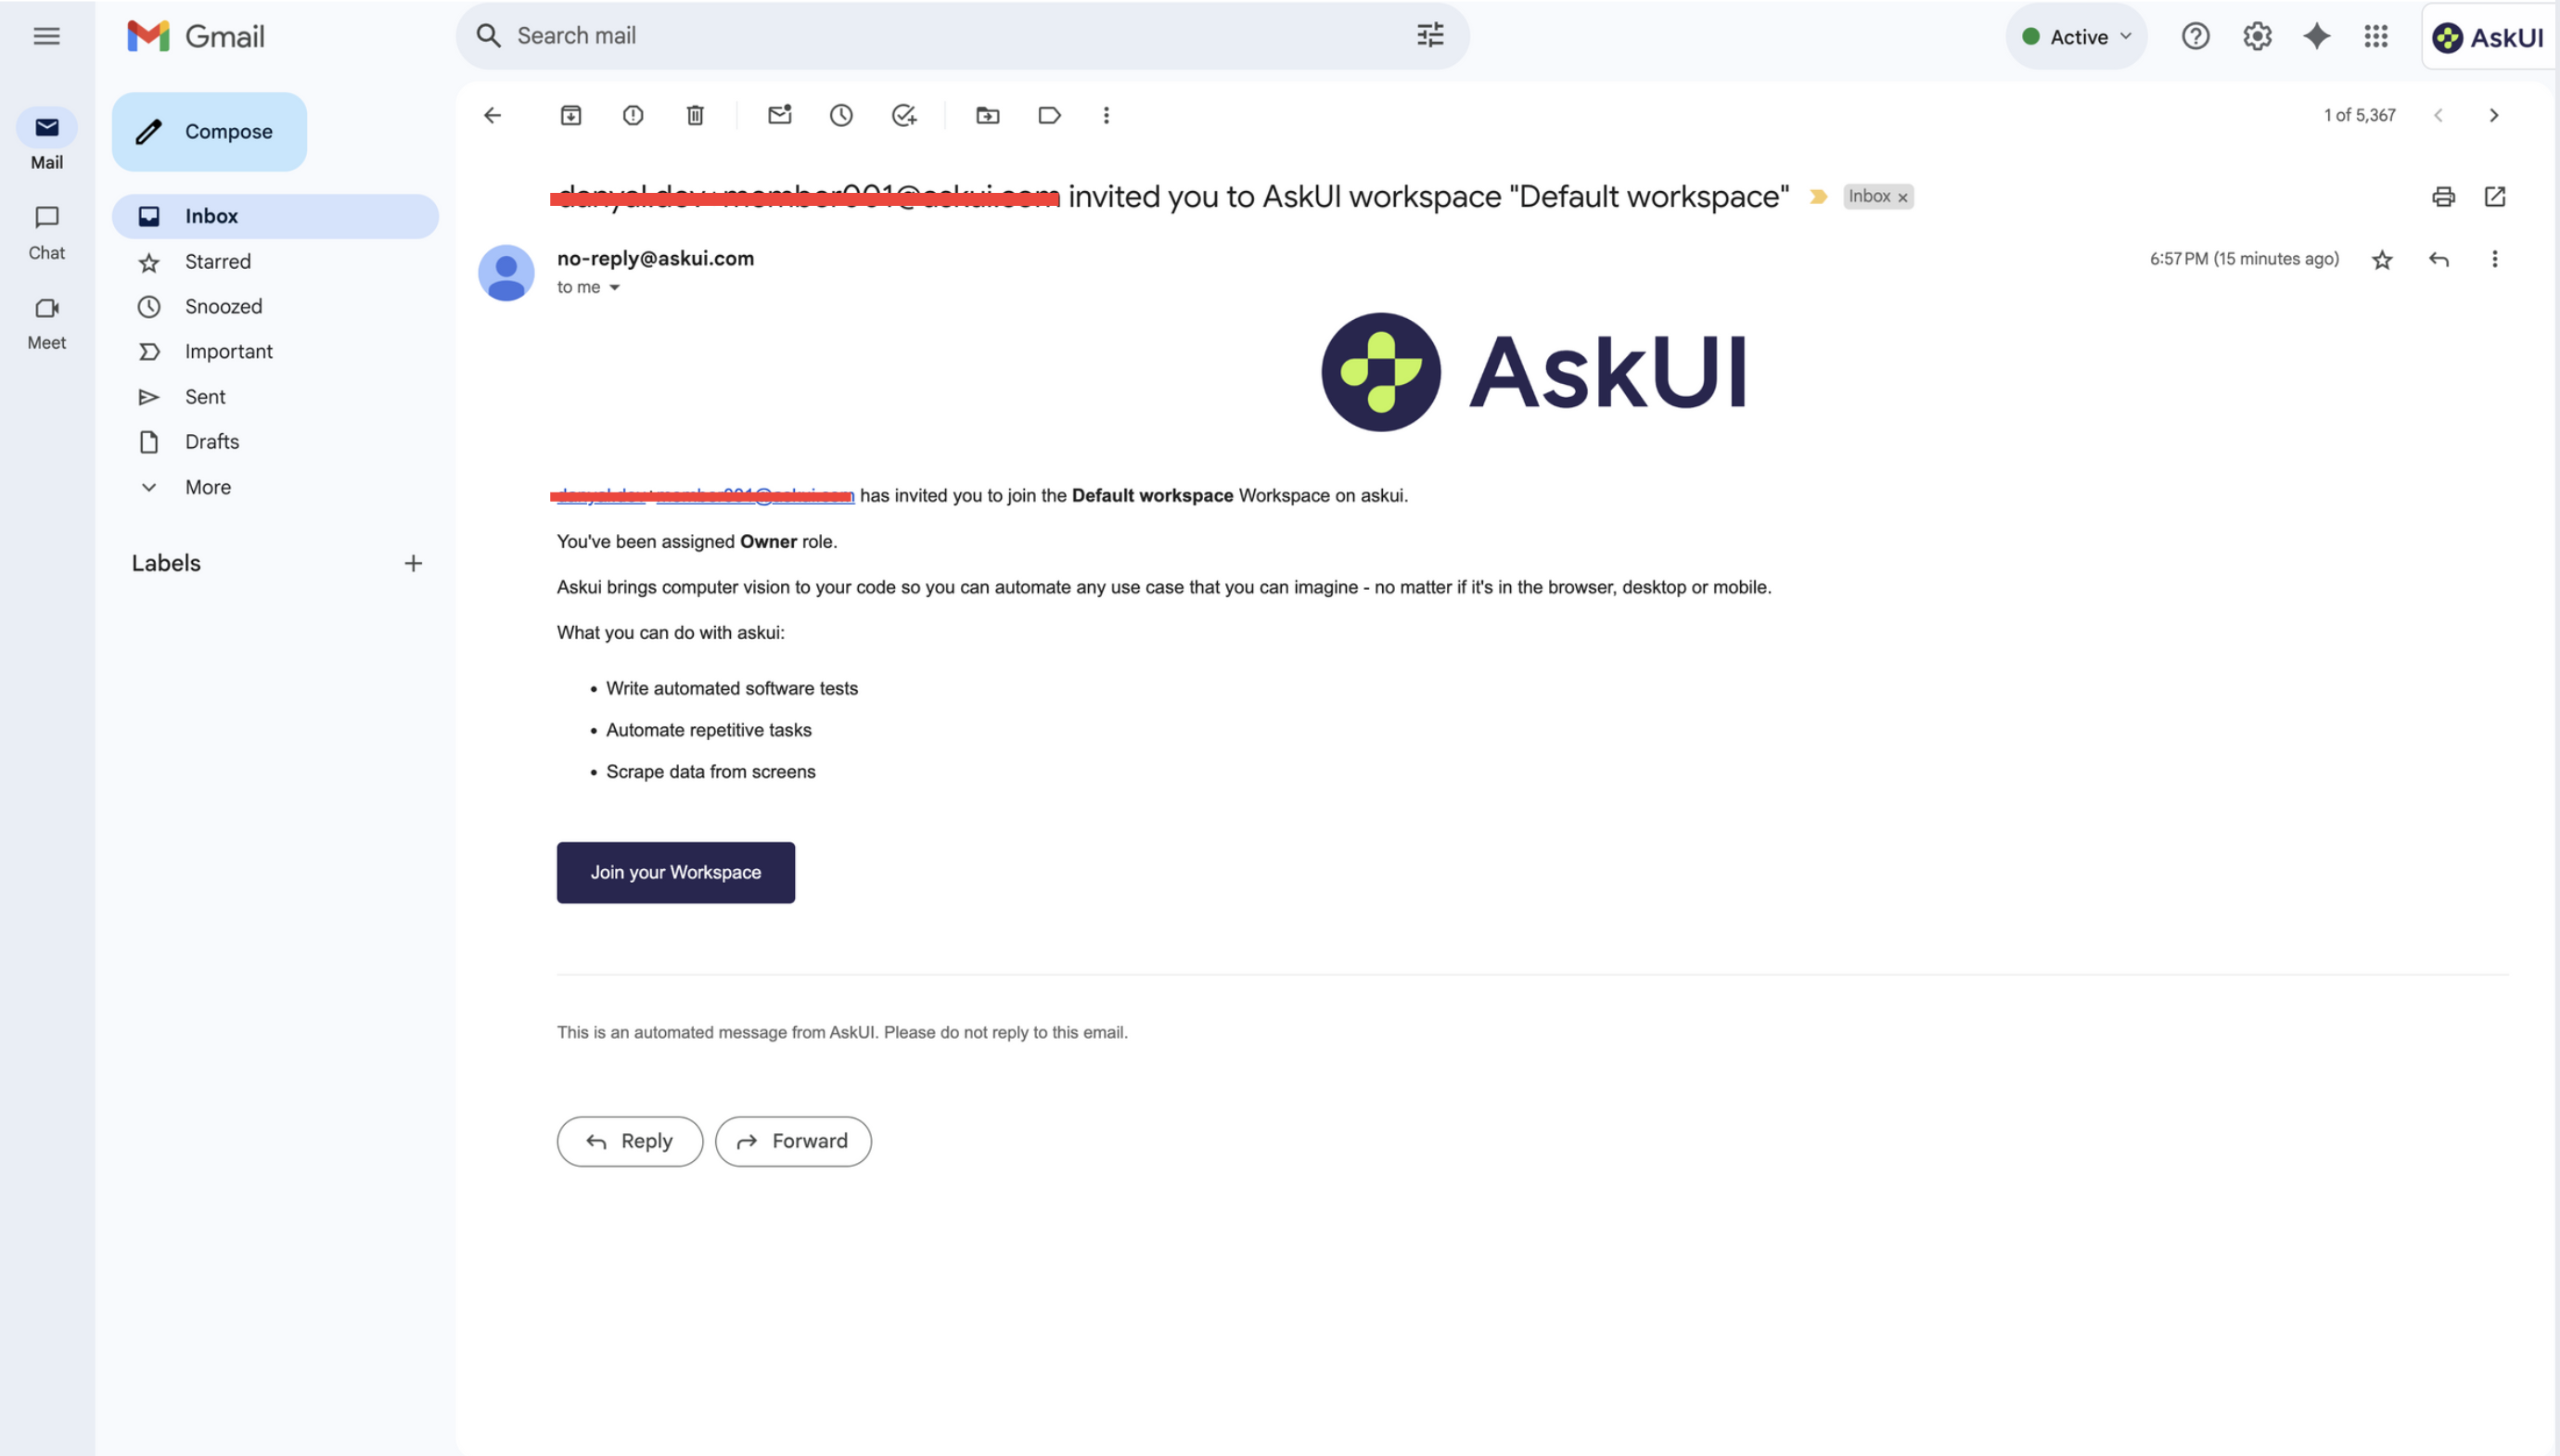 Gmail
Search mail
Active
AskUI
Compose
Mail
Chat
Meet
Inbox
Starred
Snoozed
Important
Sent
Drafts
More
Labels
1 of 5,367
invited you to AskUI workspace "Default workspace"
Inbox
no-reply@askui.com
to me
6:57 PM (15 minutes ago)
AskUI
has invited you to join the Default workspace Workspace on askui.
You've been assigned Owner role.
Askui brings computer vision to your code so you can automate any use case that you can imagine - no matter if it's in the browser, desktop or mobile.
What you can do with askui:
• Write automated software tests
• Automate repetitive tasks
• Scrape data from screens
Join your Workspace
This is an automated message from AskUI. Please do not reply to this email.
Reply
Forward